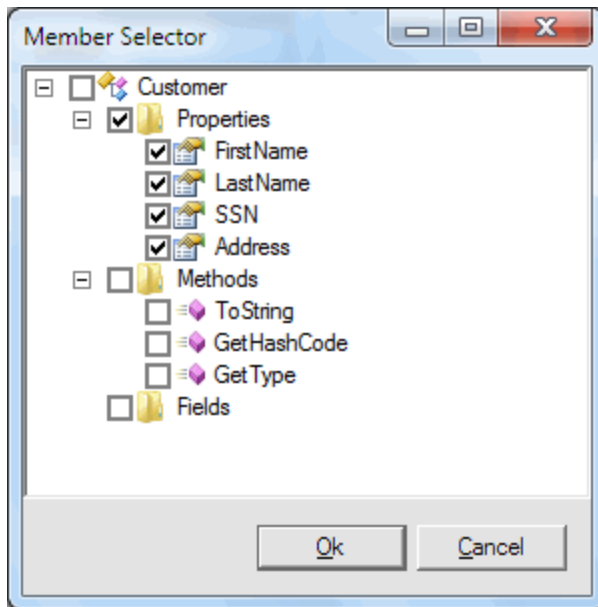 Member Selector
Customer
Properties
FirstName
LastName
SSN
Address
Methods
ToString
GetHashCode
GetType
Fields
Ok Cancel